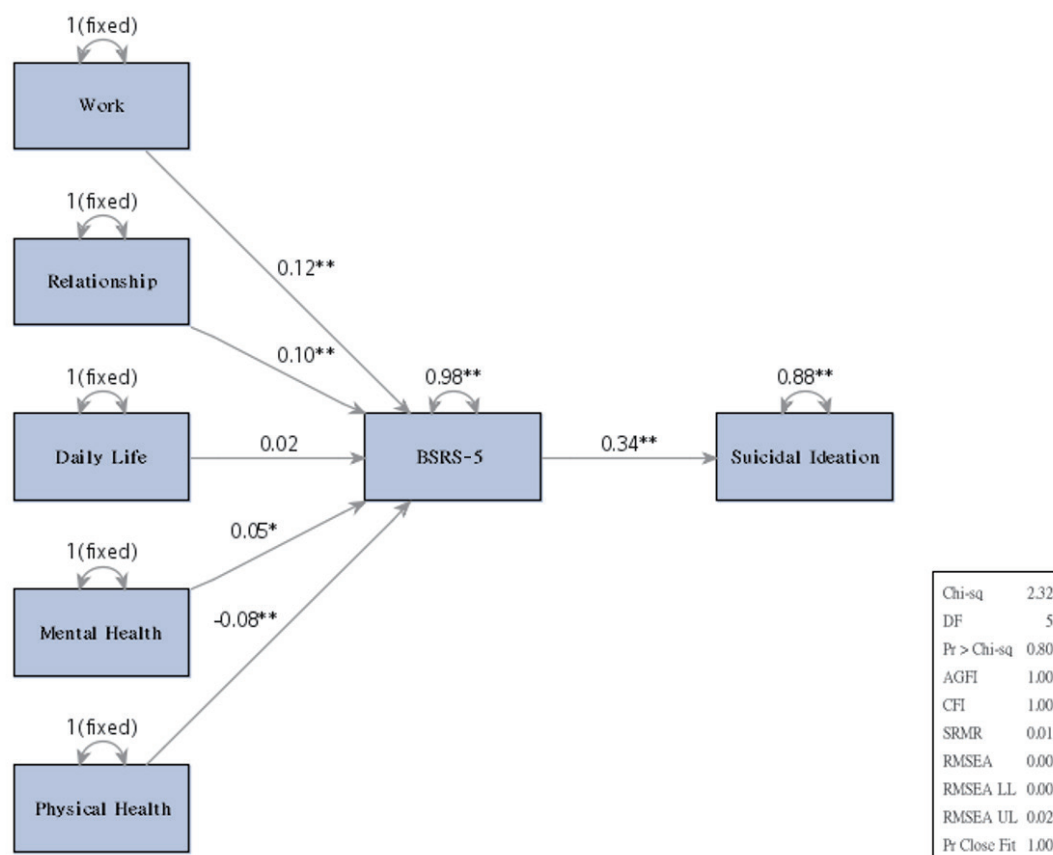 1(fixed)
Work
1(fixed)
Relationship
0.12**
0.10**
1(fixed)
0.98**
0.88**
Daily Life
0.02
BSRS-5
0.34**
Suicidal Ideation
0.05*
1(fixed)
Mental Health
-0.08**
1(fixed)
Physical Health
Chi-sq 2.32
DF 5
Pr > Chi-sq 0.80
AGFI 1.00
CFI 1.00
SRMR 0.01
RMSEA 0.00
RMSEA LL 0.00
RMSEA UL 0.02
Pr Close Fit 1.00